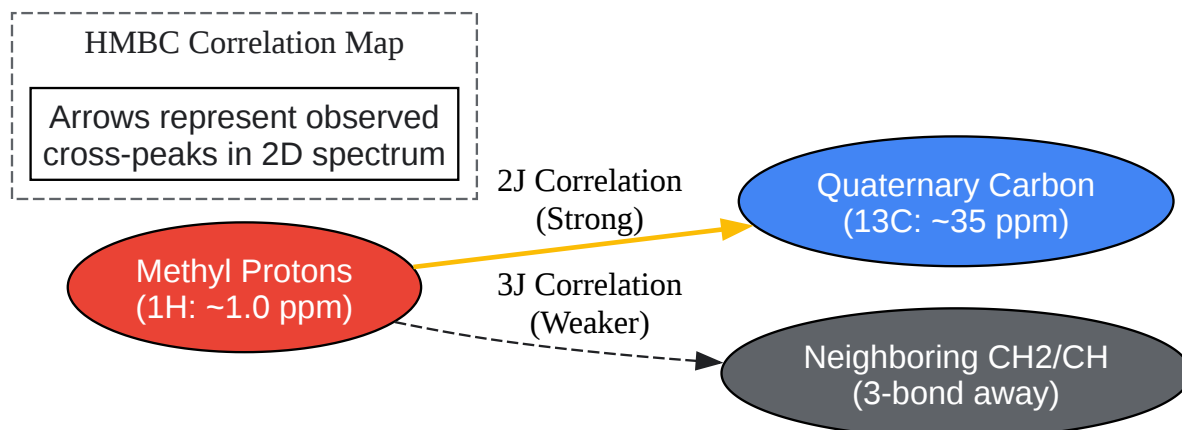 HMBC Correlation Map
Arrows represent observed
cross-peaks in 2D spectrum
2J Correlation
(Strong)
Quaternary Carbon
(13C: ~35 ppm)
Methyl Protons
(1H: ~1.0 ppm)
3J Correlation
(Weaker)
Neighboring CH2/CH
(3-bond away)